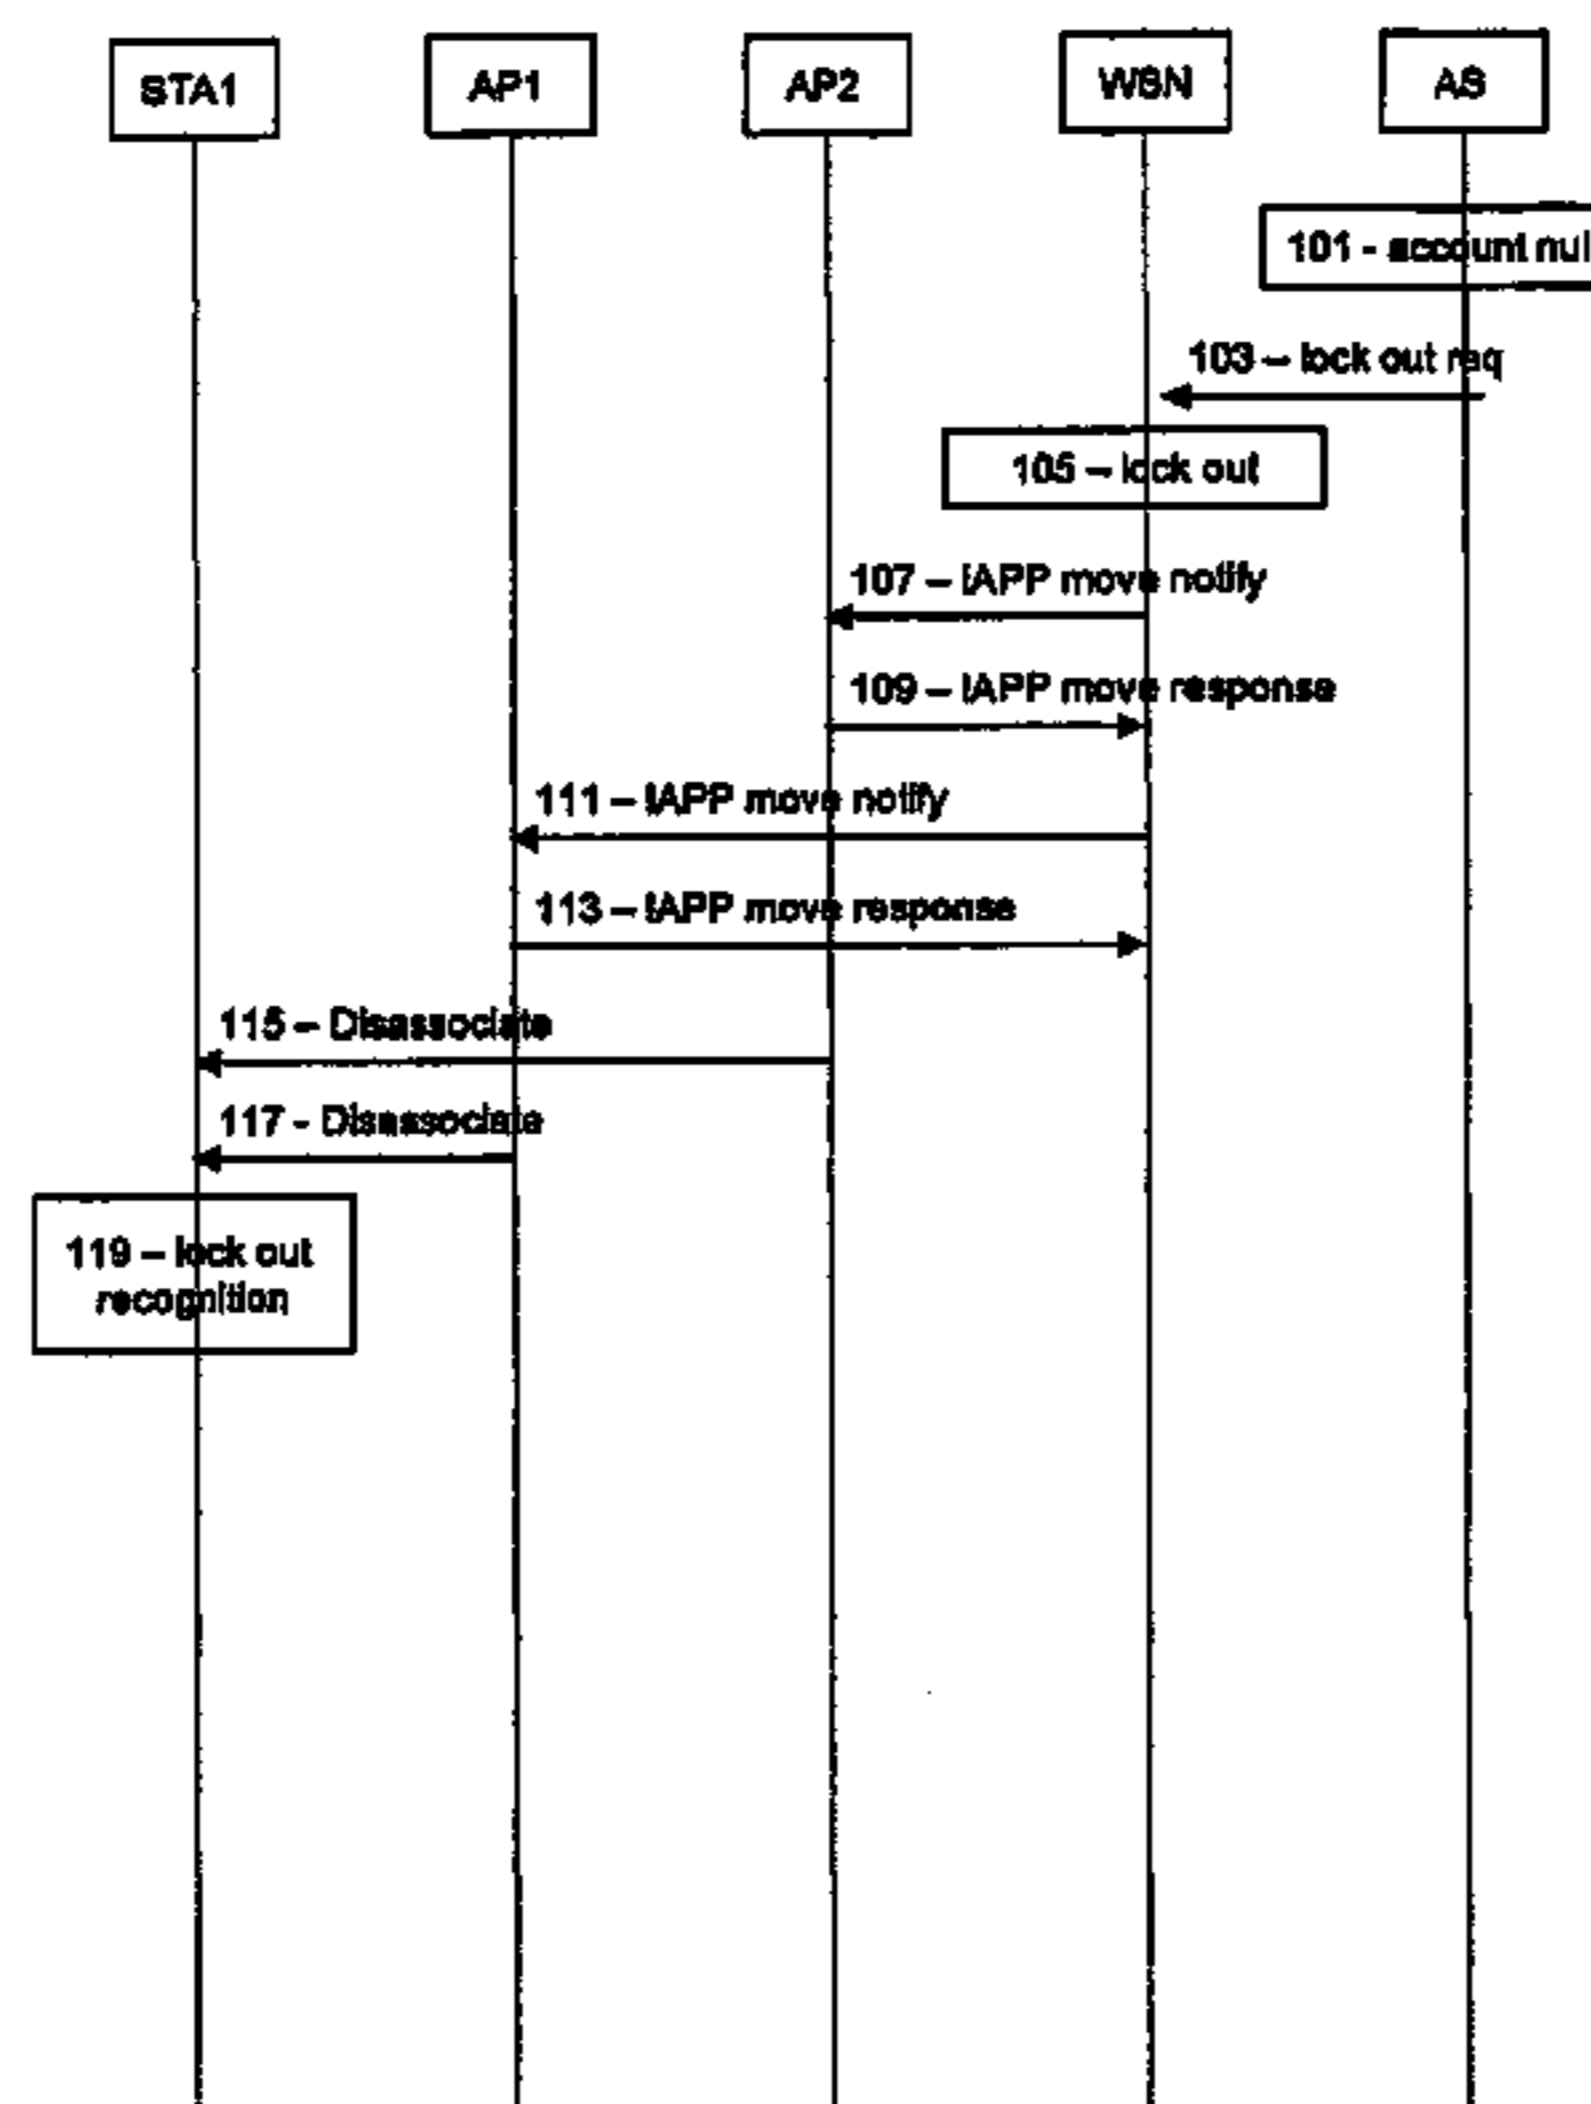 STA1
AP1
AP2
WSN
AS
101 - account nul
103 – lock out req
105 – lock out
107 – IAPP move notify
109 – IAPP move response
111 – IAPP move notify
113 – IAPP move response
115 – Disassociate
117 - Disassociate
119 – lock out
recognition